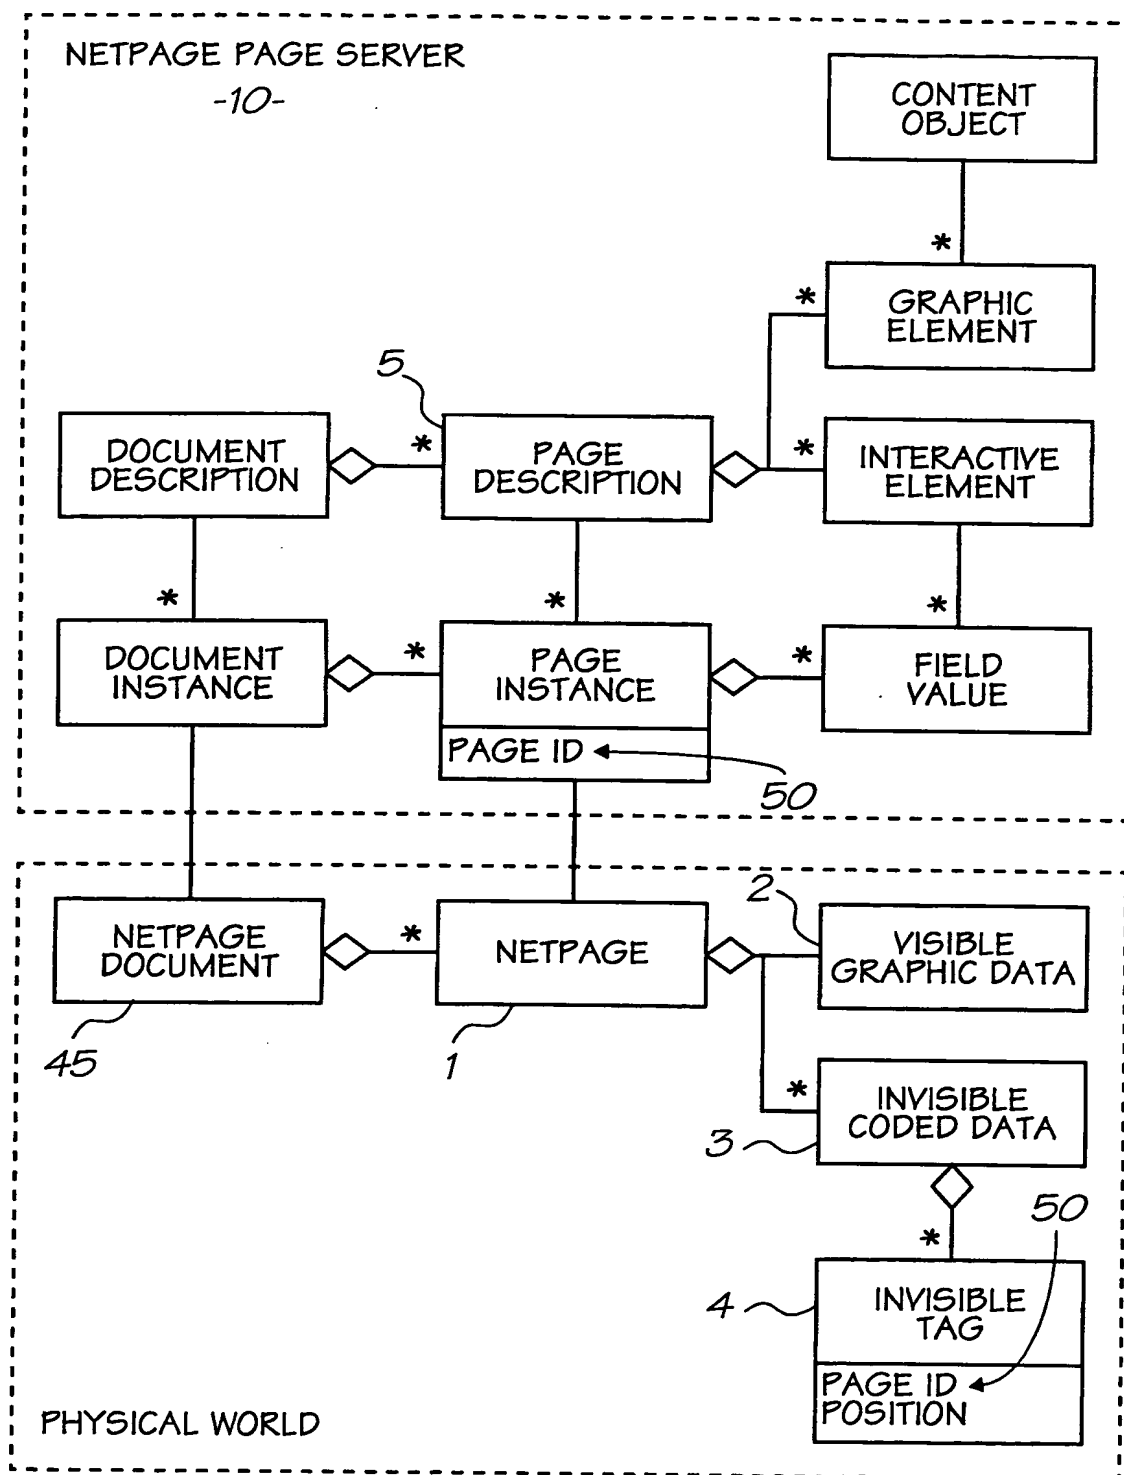 NETPAGE PAGE SERVER
-10-
CONTENT
OBJECT
*
*
GRAPHIC
ELEMENT
5
DOCUMENT
DESCRIPTION
*
PAGE
DESCRIPTION
*
INTERACTIVE
ELEMENT
*
*
*
DOCUMENT
INSTANCE
*
PAGE
INSTANCE
*
FIELD
VALUE
PAGE ID
50
NETPAGE
DOCUMENT
*
NETPAGE
2
VISIBLE
GRAPHIC DATA
45
1
*
INVISIBLE
CODED DATA
3
*
50
4
INVISIBLE
TAG
PAGE ID
POSITION
PHYSICAL WORLD